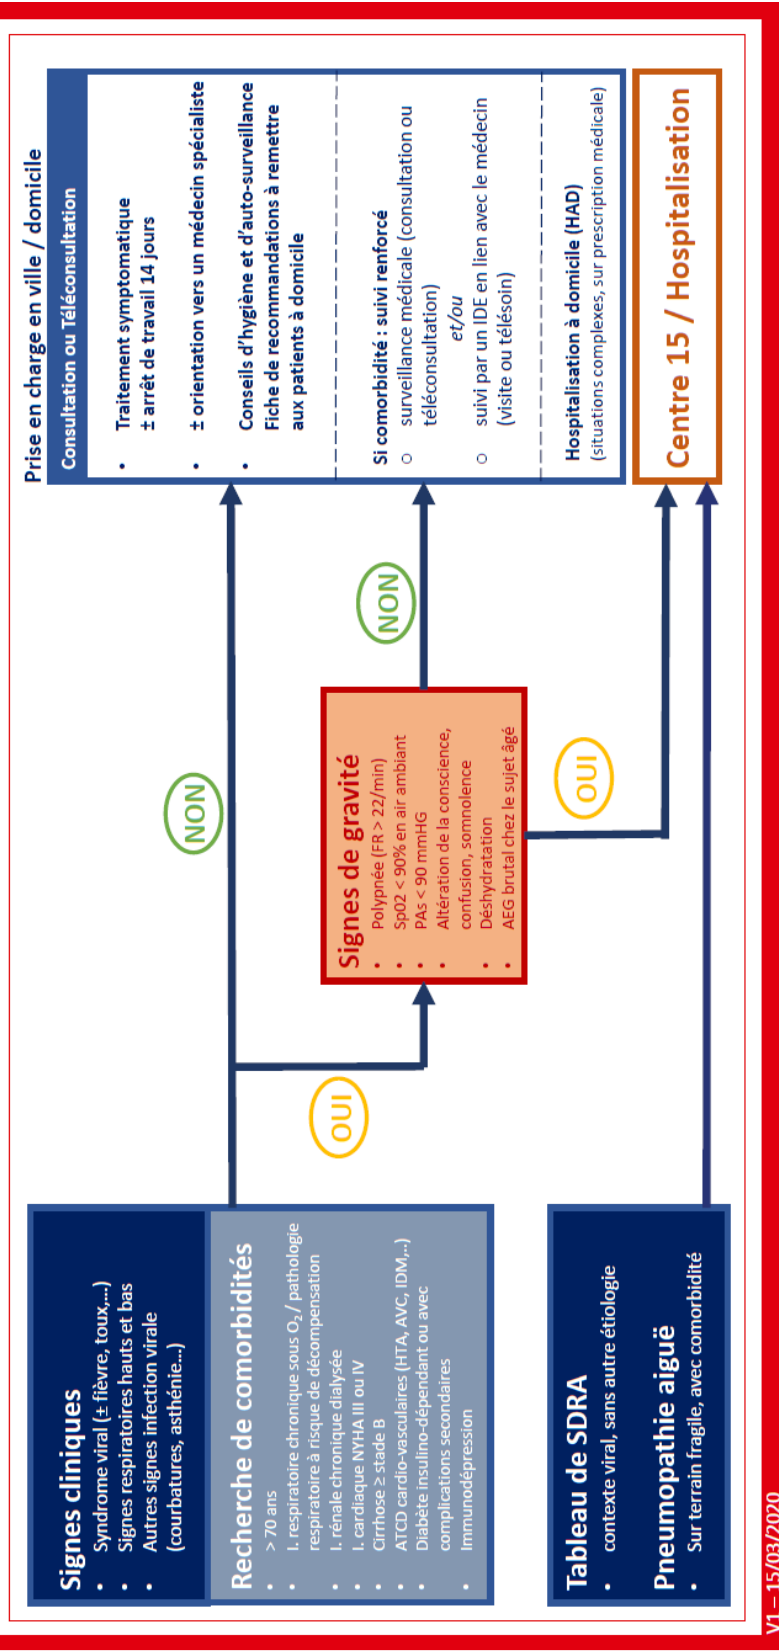 Signes cliniques
• Syndrome viral (± fièvre, toux,...)
• Signes respiratoires hauts et bas
• Autres signes infection virale
(courbatures, asthénie...)
Recherche de comorbidités
• > 70 ans
• I. respiratoire chronique sous O₂ / pathologie
respiratoire à risque de décompensation
• I. rénale chronique dialysée
• I. cardiaque NYHA III ou IV
• Cirrhose ≥ stade B
• ATCD cardio-vasculaires (HTA, AVC, IDM,..)
• Diabète insulino-dépendant ou avec
complications secondaires
• Immunodépression
Tableau de SDRA
• contexte viral, sans autre étiologie
Pneumopathie aiguë
• Sur terrain fragile, avec comorbidité
NON
OUI
Signes de gravité
• Polypnée (FR > 22/min)
• Sp02 < 90% en air ambiant
• PAs < 90 mmHG
• Altération de la conscience,
confusion, somnolence
• Déshydratation
• AEG brutal chez le sujet âgé
NON
OUI
Prise en charge en ville / domicile
Consultation ou Téléconsultation
• Traitement symptomatique
± arrêt de travail 14 jours
• ± orientation vers un médecin spécialiste
• Conseils d'hygiène et d'auto-surveillance
Fiche de recommandations à remettre
aux patients à domicile
Si comorbidité : suivi renforcé
○ surveillance médicale (consultation ou
téléconsultation)
et/ou
○ suivi par un IDE en lien avec le médecin
(visite ou télésoin)
Hospitalisation à domicile (HAD)
(situations complexes, sur prescription médicale)
Centre 15 / Hospitalisation
V1 – 15/03/2020